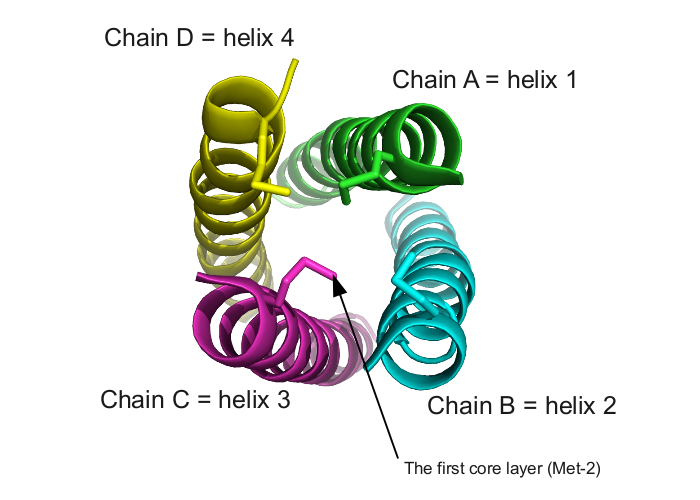 Chain D = helix 4
Chain A = helix 1
Chain C = helix 3
Chain B = helix 2
The first core layer (Met-2)